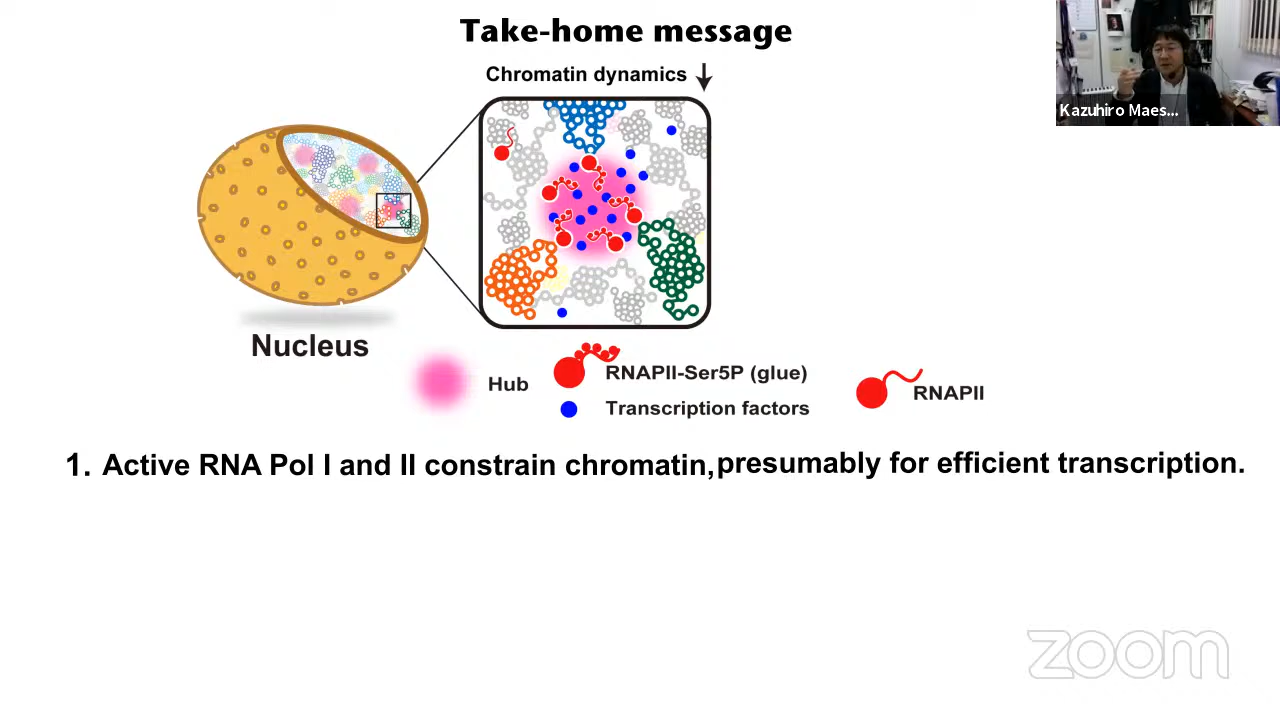 Take-home message
Chromatin dynamics
Kazuhiro Maes...
Nucleus
Hub
RNAPII-Ser5P (glue)
Transcription factors
RNAPII
1. Active RNA Pol I and II constrain chromatin, presumably for efficient transcription.
zoom